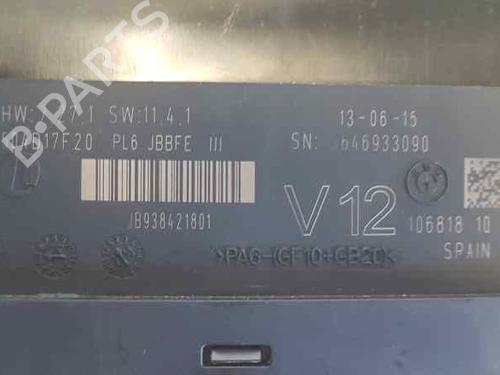 B-PARTS
SW:11.4.1 13-06-15
PL6 JBBFE III SN:
JB938421801
V12
106818 10
SPAIN
>PA6-(GF10+GB20)<